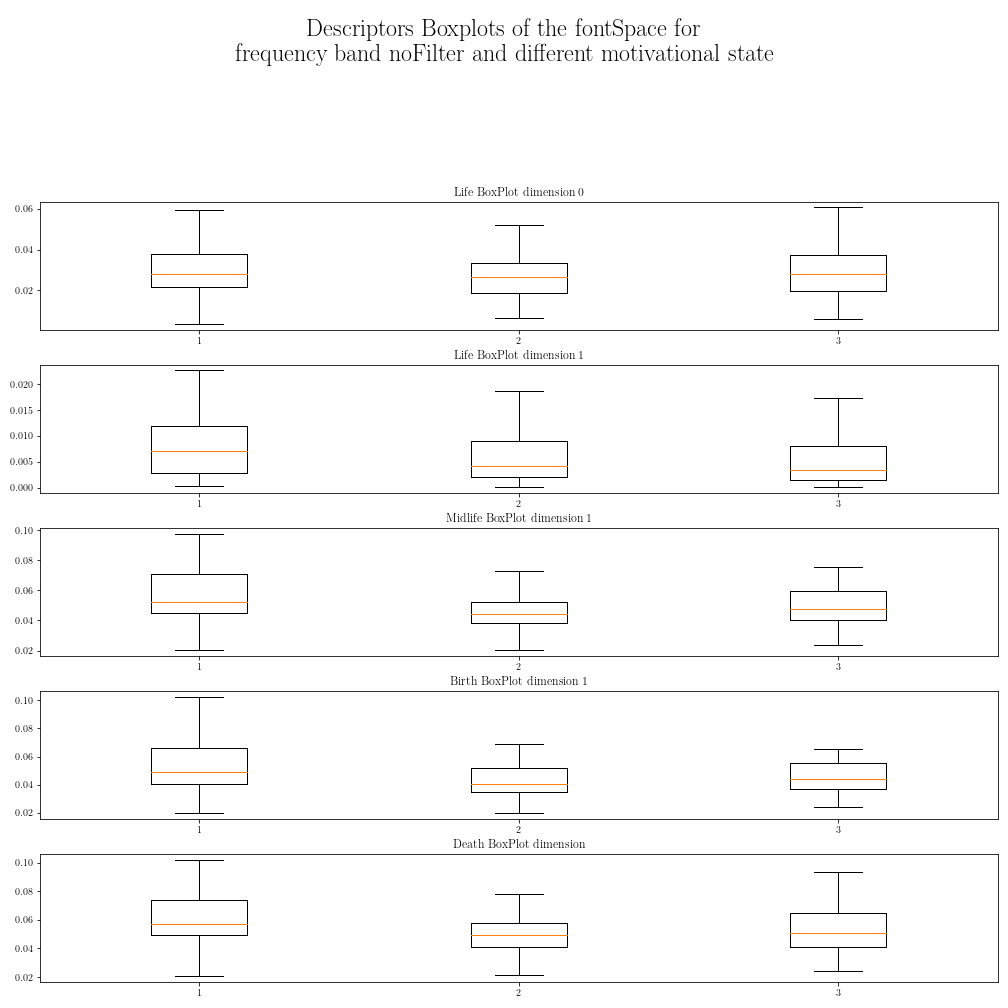 Descriptors Boxplots of the fontSpace for
frequency band noFilter and different motivational state
Life BoxPlot dimension 0
0.06
0.04
0.02
1 2 3
Life BoxPlot dimension 1
0.020
0.015
0.010
0.005
0.000
1 2 3
Midlife BoxPlot dimension 1
0.10
0.08
0.06
0.04
0.02
1 2 3
Birth BoxPlot dimension 1
0.10
0.08
0.06
0.04
0.02
1 2 3
Death BoxPlot dimension
0.10
0.08
0.06
0.04
0.02
1 2 3